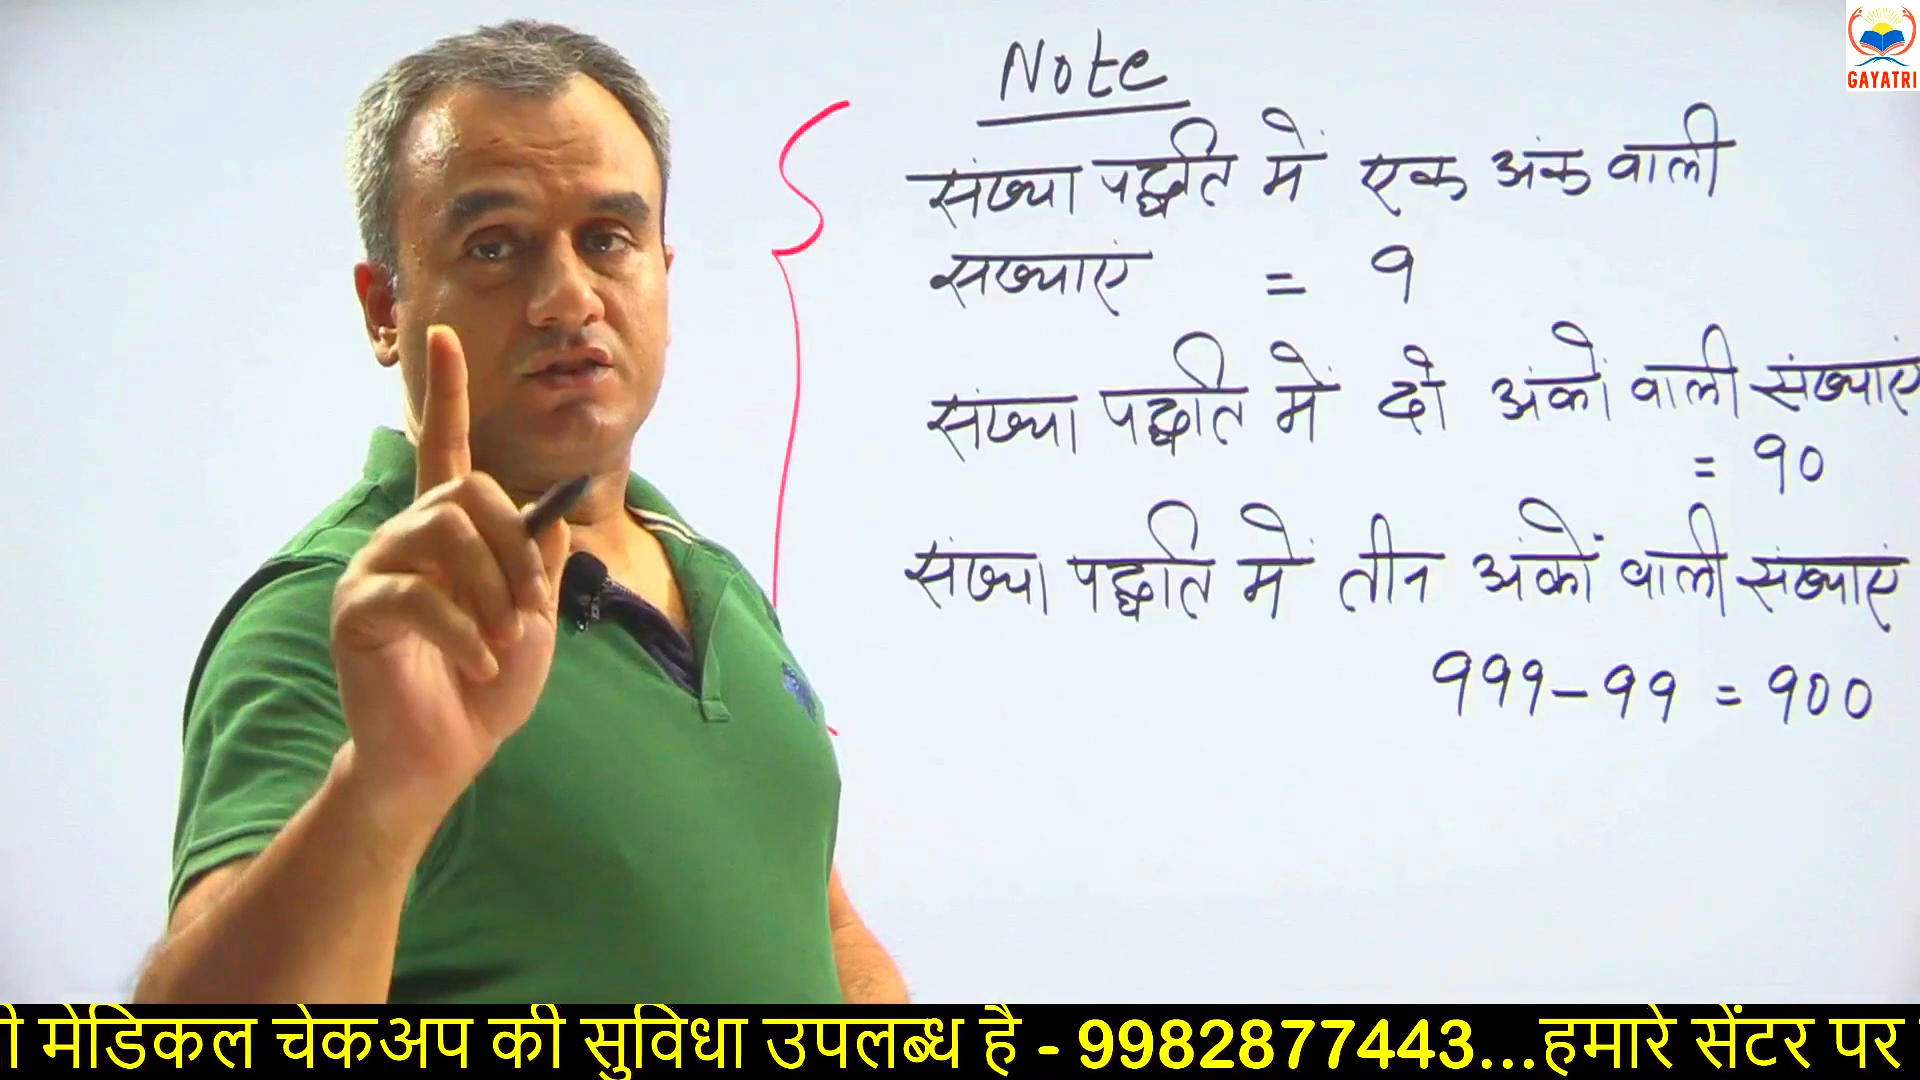 Note
संख्या पद्धति में एक अंक वाली
सख्याएं = 9
संख्या पद्धति में दो अंकों वाली संख्याएं
= 90
संख्या पद्धति में तीन अंकों वाली संख्याएं
999-99 = 900
GAYATRI
ी मेडिकल चेकअप की सुविधा उपलब्ध है - 9982877443...हमारे सेंटर पर